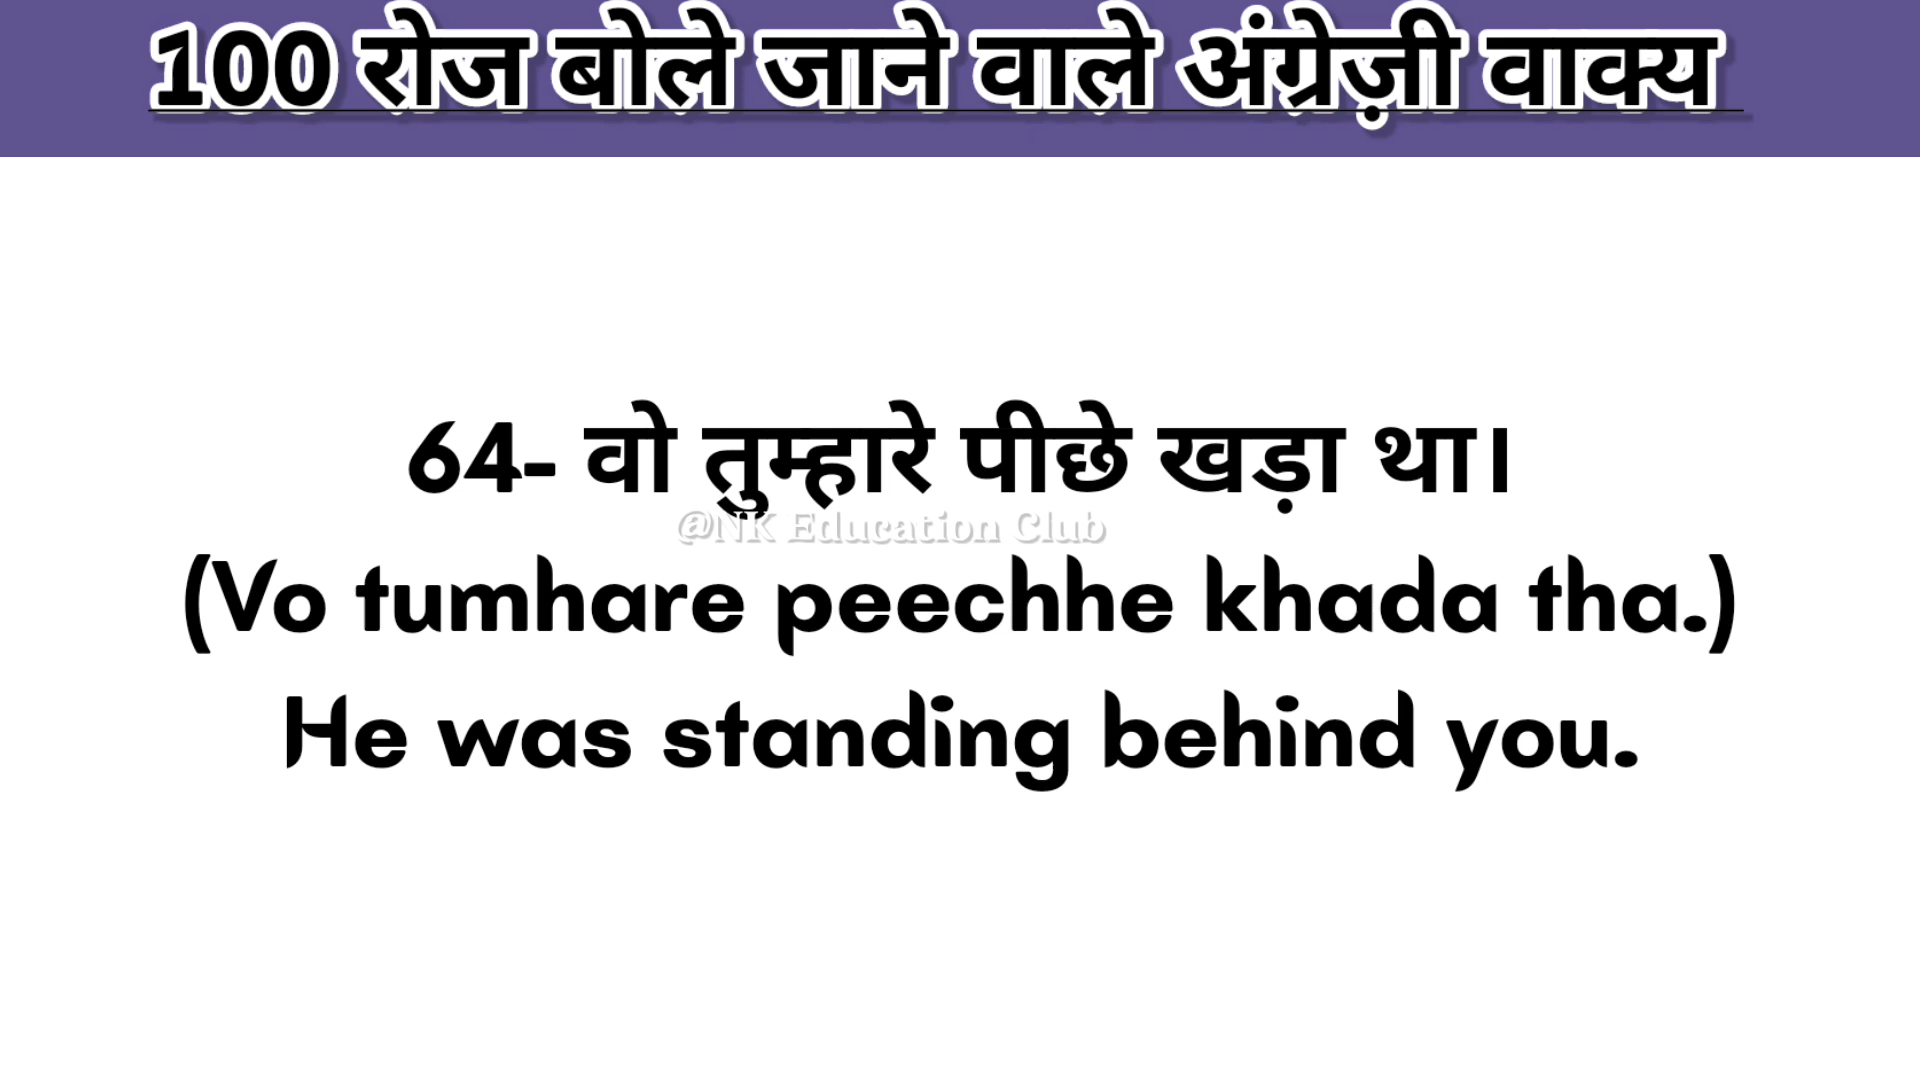 100 रोज बोले जाने वाले अंग्रेज़ी वाक्य
64- वो तुम्हारे पीछे खड़ा था।
@NK Education Club
(Vo tumhare peechhe khada tha.)
He was standing behind you.